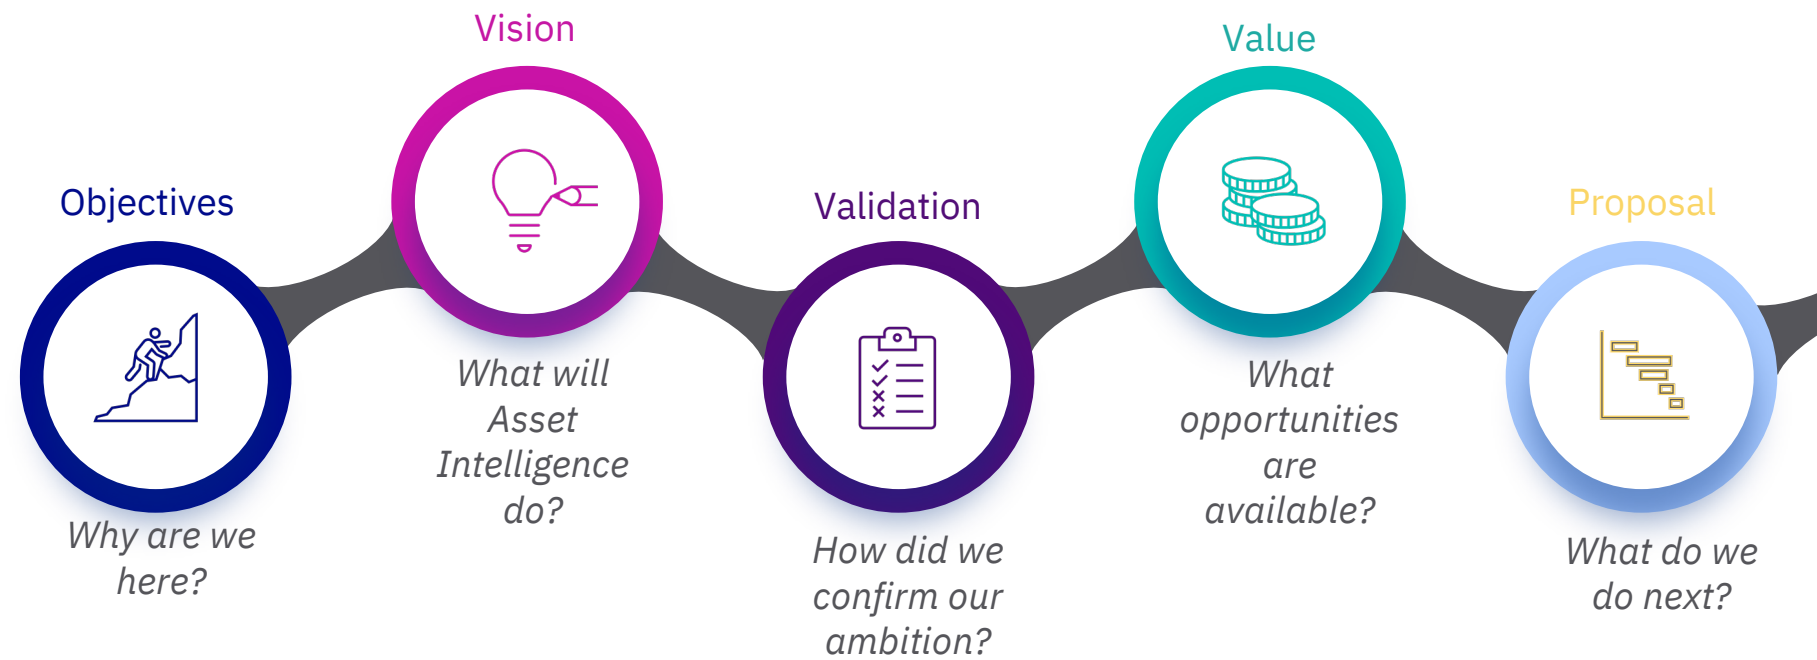 Objectives
Why are we
here?
Vision
What will
Asset
Intelligence
do?
Validation
How did we
confirm our
ambition?
Value
What
opportunities
are
available?
Proposal
What do we
do next?